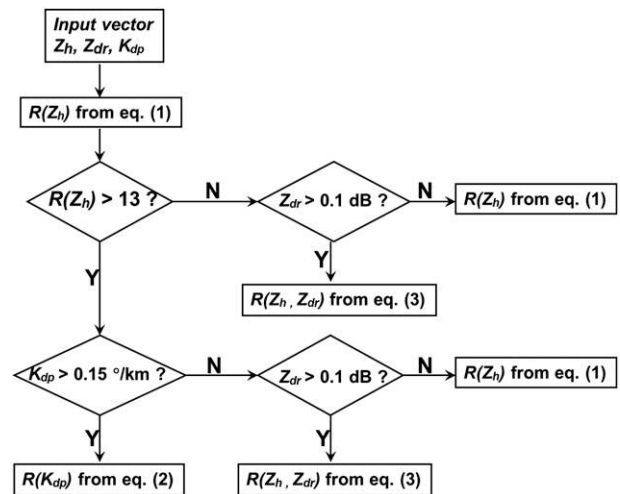 Input vector
Zh, Zdr, Kdp
R(Zh) from eq. (1)
R(Zh) > 13 ?
N
Zdr > 0.1 dB ?
N
R(Zh) from eq. (1)
Y
Y
R(Zh , Zdr) from eq. (3)
Kdp > 0.15 °/km ?
N
Zdr > 0.1 dB ?
N
R(Zh) from eq. (1)
Y
Y
R(Kdp) from eq. (2)
R(Zh , Zdr) from eq. (3)